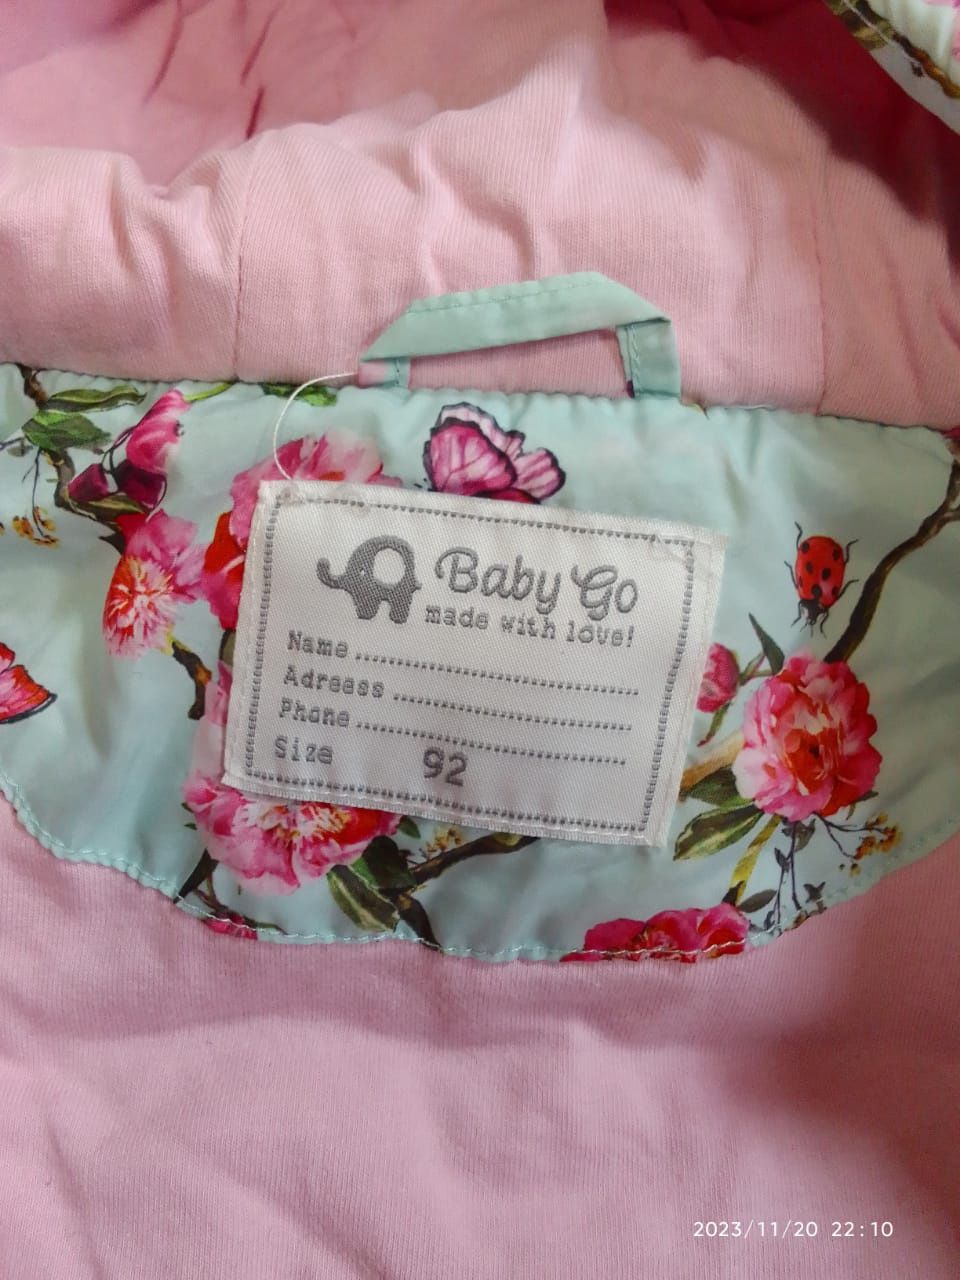 Baby Go
made with love!
Name
Adreess
Phone
Size 92
2023/11/20 22:10